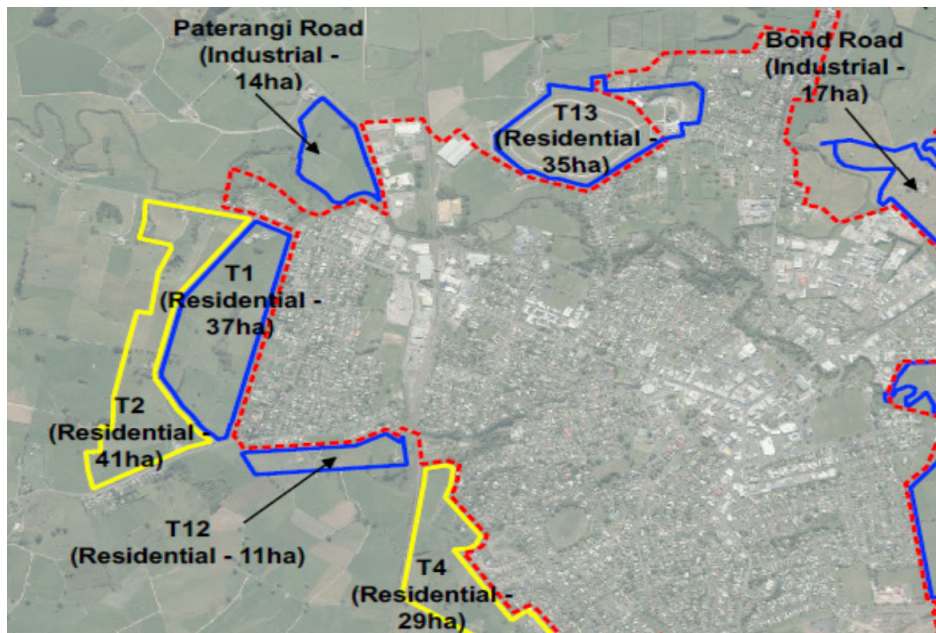 Paterangi Road
(Industrial -
14ha)
Bond Road
(Industrial -
17ha)
T13
(Residential -
35ha)
T1
(Residential -
37ha)
T2
(Residential -
41ha)
T12
(Residential - 11ha)
T4
(Residential -
29ha)